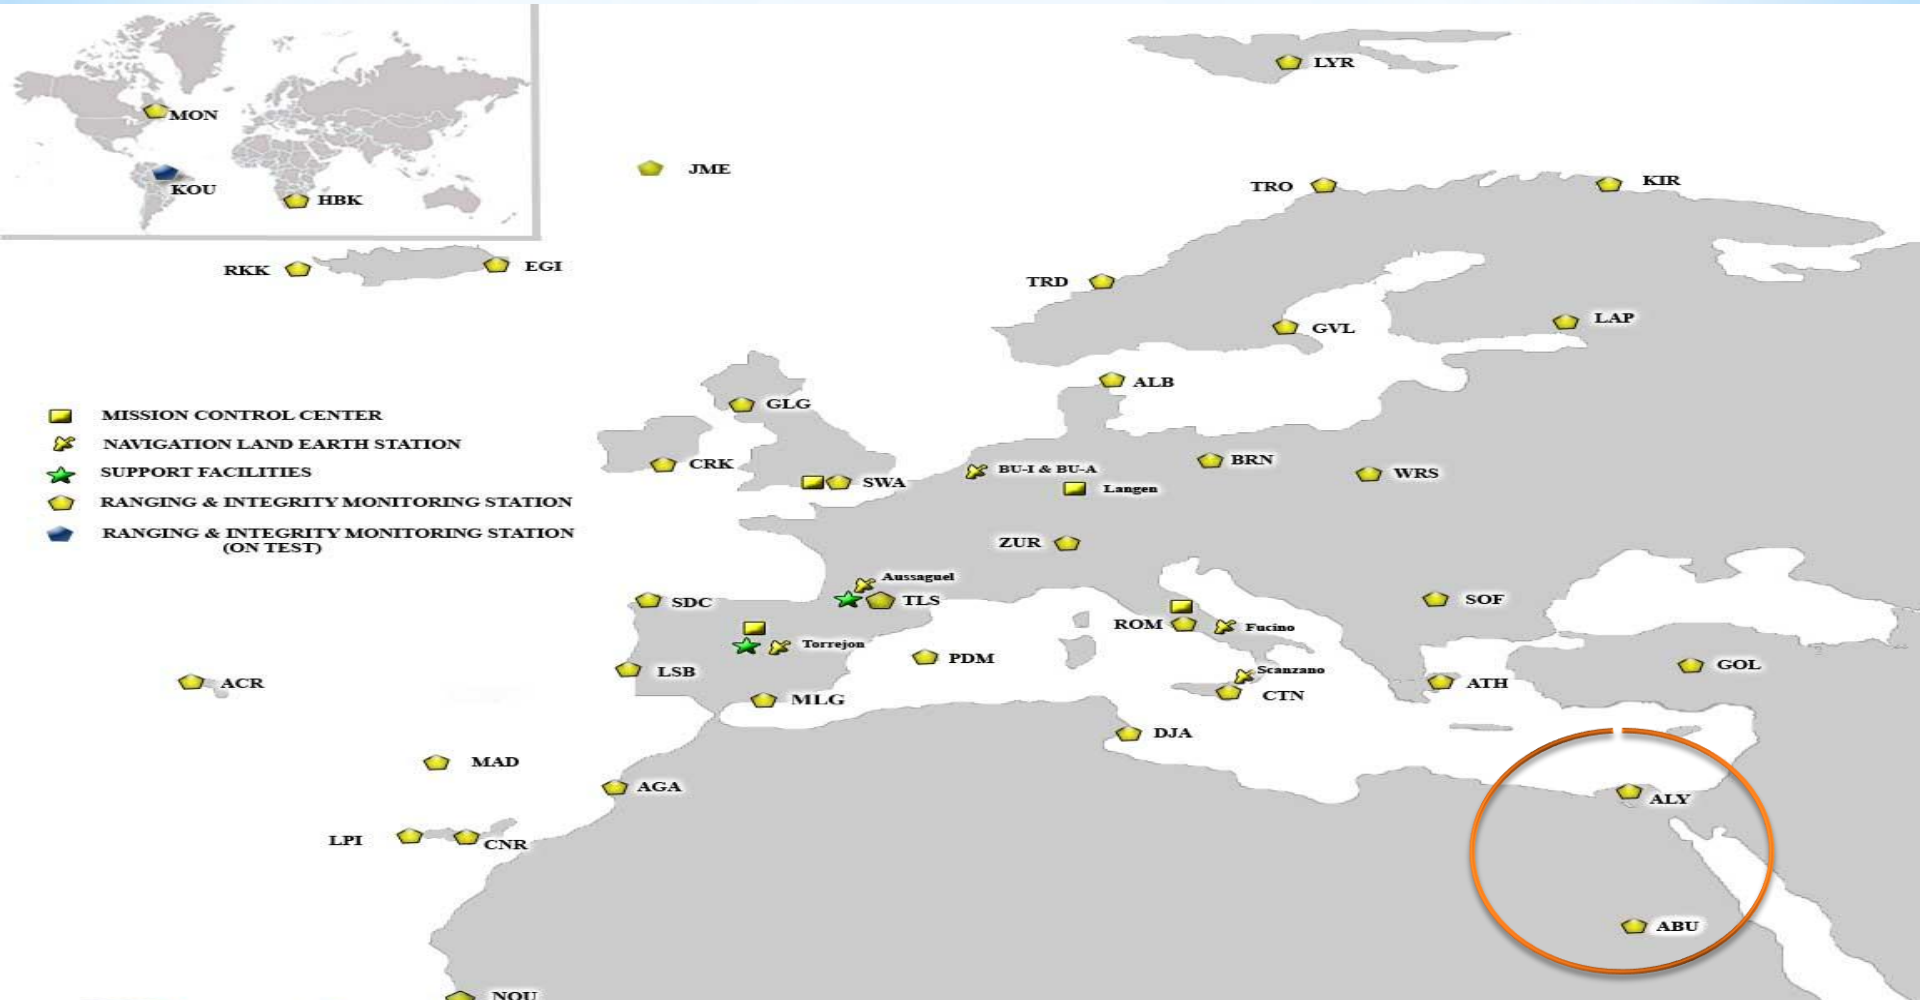 LYR
MON
KOU
HBK
JME
TRO
KIR
RKK
EGI
TRD
GVL
LAP
ALB
GLG
MISSION CONTROL CENTER
NAVIGATION LAND EARTH STATION
SUPPORT FACILITIES
RANGING & INTEGRITY MONITORING STATION
RANGING & INTEGRITY MONITORING STATION
(ON TEST)
CRK
SWA
BU-I & BU-A
Langen
BRN
WRS
ZUR
Aussaguel
TLS
SDC
SOF
ROM
Fucino
Torrejon
PDM
LSB
Scanzano
CTN
ATH
GOL
ACR
MLG
DJA
MAD
AGA
ALY
LPI
CNR
ABU
NOU